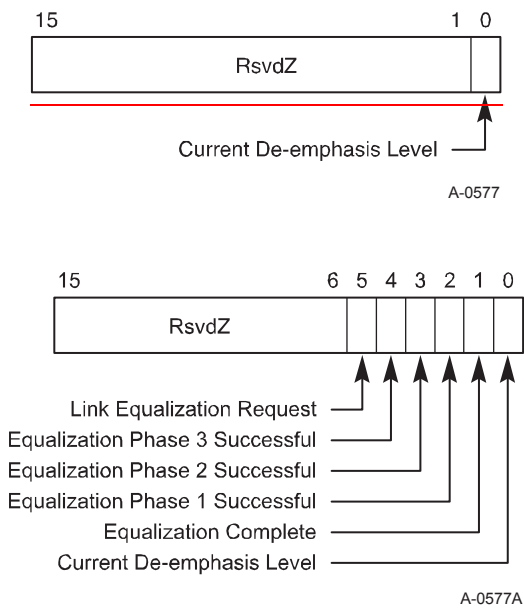 15 1 0
RsvdZ
Current De-emphasis Level
A-0577
15 6 5 4 3 2 1 0
RsvdZ
Link Equalization Request
Equalization Phase 3 Successful
Equalization Phase 2 Successful
Equalization Phase 1 Successful
Equalization Complete
Current De-emphasis Level
A-0577A